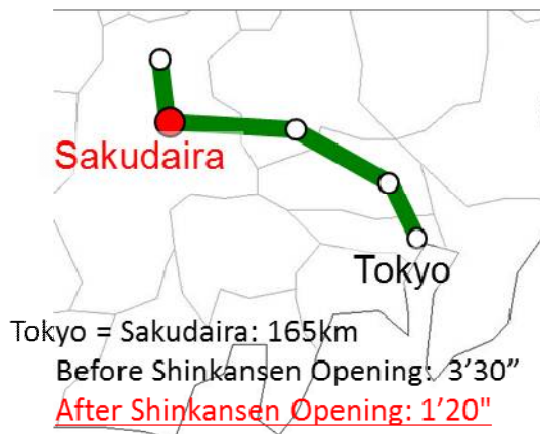 Sakudaira
Tokyo
Tokyo = Sakudaira: 165km
Before Shinkansen Opening: 3’30”
After Shinkansen Opening: 1’20"